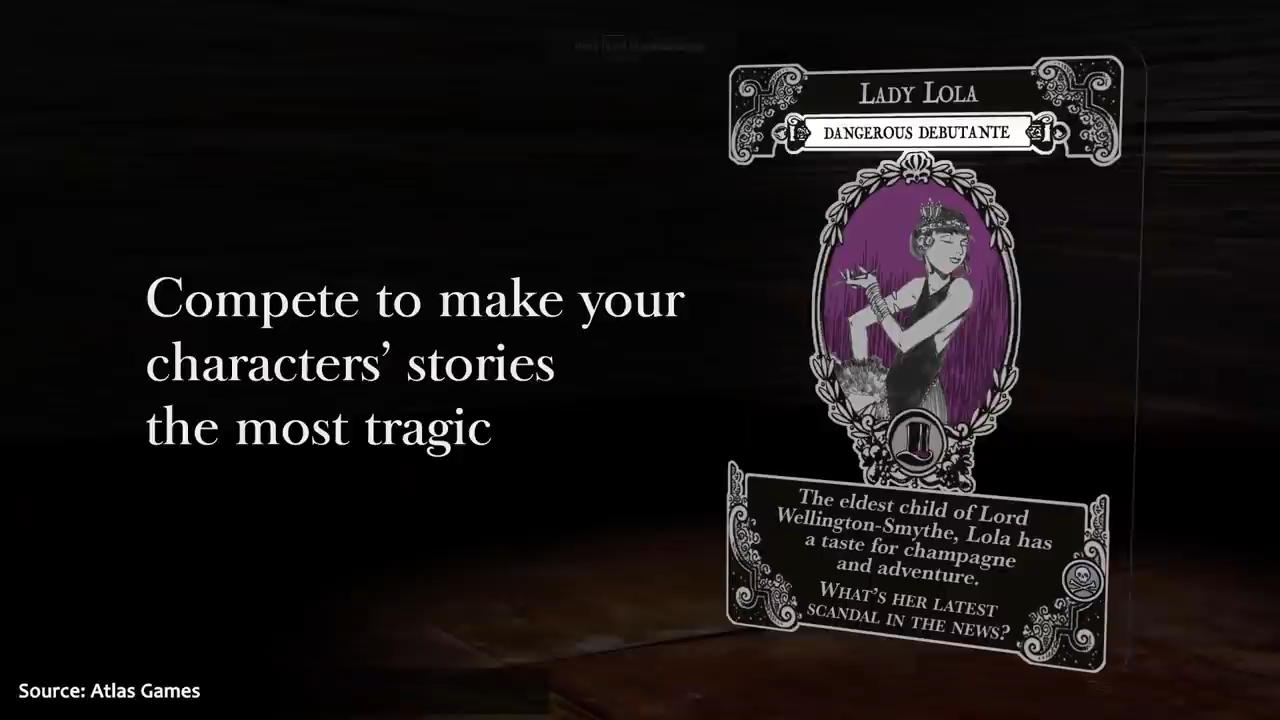 Compete to make your
characters’ stories
the most tragic
LADY LOLA
DANGEROUS DEBUTANTE
The eldest child of Lord
Wellington-Smythe, Lola has
a taste for champagne
and adventure.
WHAT’S HER LATEST
SCANDAL IN THE NEWS?
Source: Atlas Games